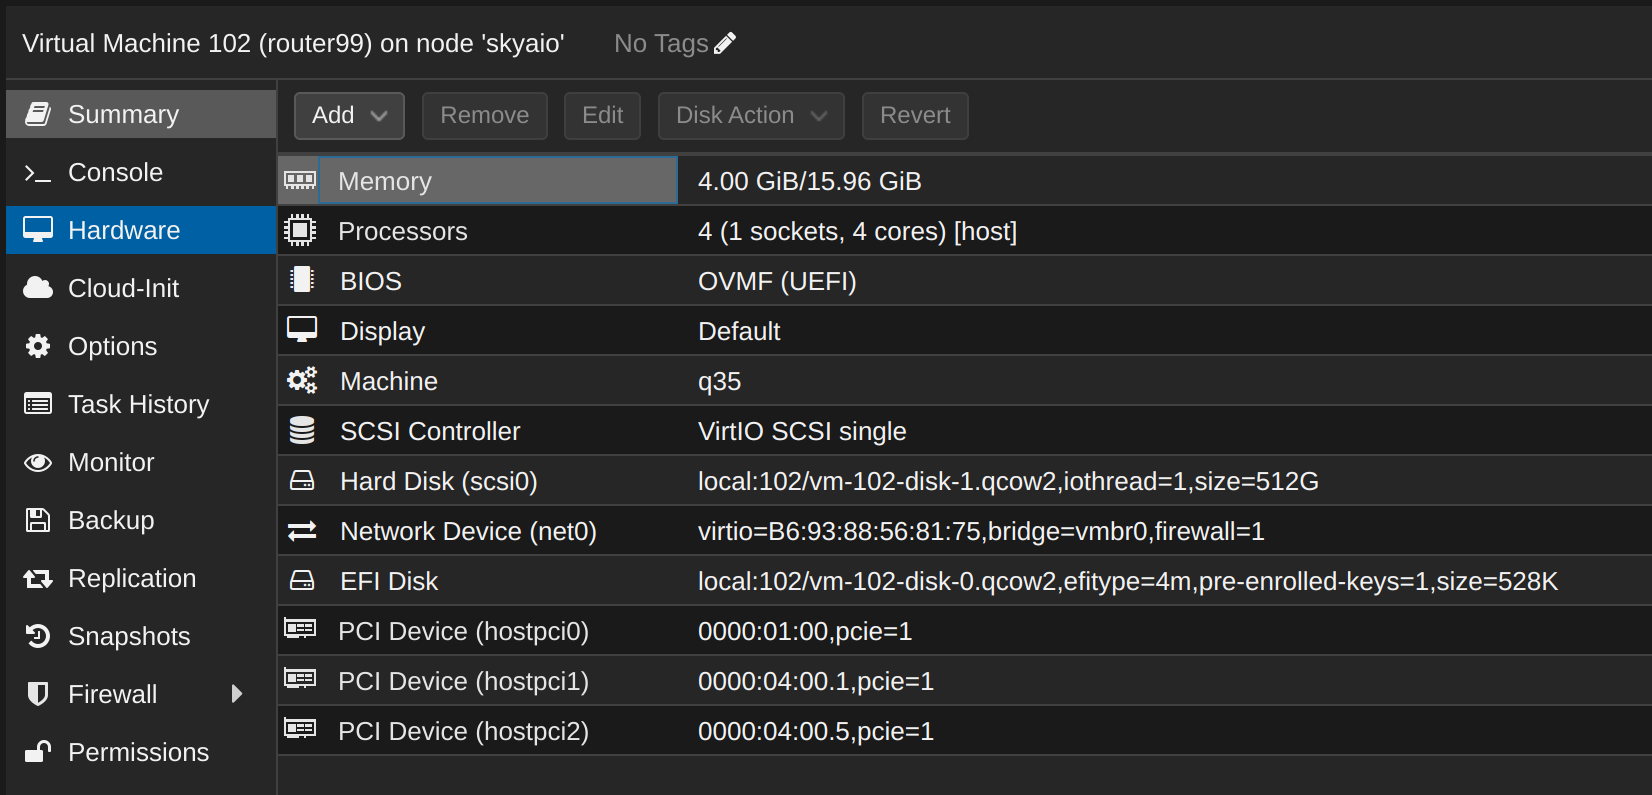 Virtual Machine 102 (router99) on node 'skyaio' No Tags
Summary
Console
Hardware
Cloud-Init
Options
Task History
Monitor
Backup
Replication
Snapshots
Firewall
Permissions
Add Remove Edit Disk Action Revert
Memory 4.00 GiB/15.96 GiB
Processors 4 (1 sockets, 4 cores) [host]
BIOS OVMF (UEFI)
Display Default
Machine q35
SCSI Controller VirtIO SCSI single
Hard Disk (scsi0) local:102/vm-102-disk-1.qcow2,iothread=1,size=512G
Network Device (net0) virtio=B6:93:88:56:81:75,bridge=vmbr0,firewall=1
EFI Disk local:102/vm-102-disk-0.qcow2,efitype=4m,pre-enrolled-keys=1,size=528K
PCI Device (hostpci0) 0000:01:00,pcie=1
PCI Device (hostpci1) 0000:04:00.1,pcie=1
PCI Device (hostpci2) 0000:04:00.5,pcie=1